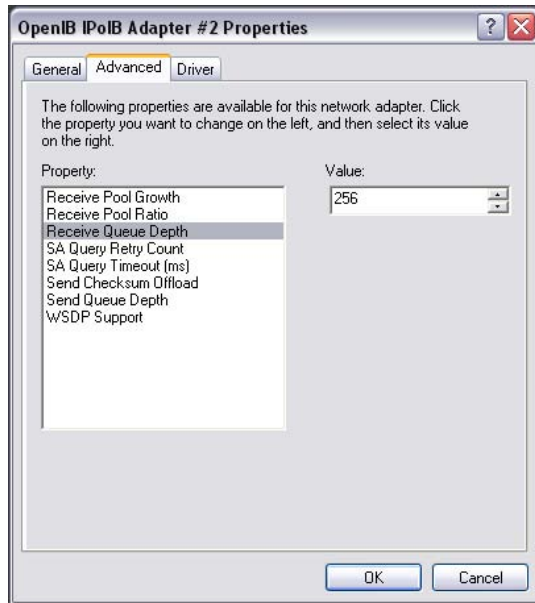 OpenIB IPoIB Adapter #2 Properties
General
Advanced
Driver
The following properties are available for this network adapter. Click
the property you want to change on the left, and then select its value
on the right.
Property:
Value:
Receive Pool Growth
256
Receive Pool Ratio
Receive Queue Depth
SA Query Retry Count
SA Query Timeout (ms)
Send Checksum Offload
Send Queue Depth
WSDP Support
OK
Cancel